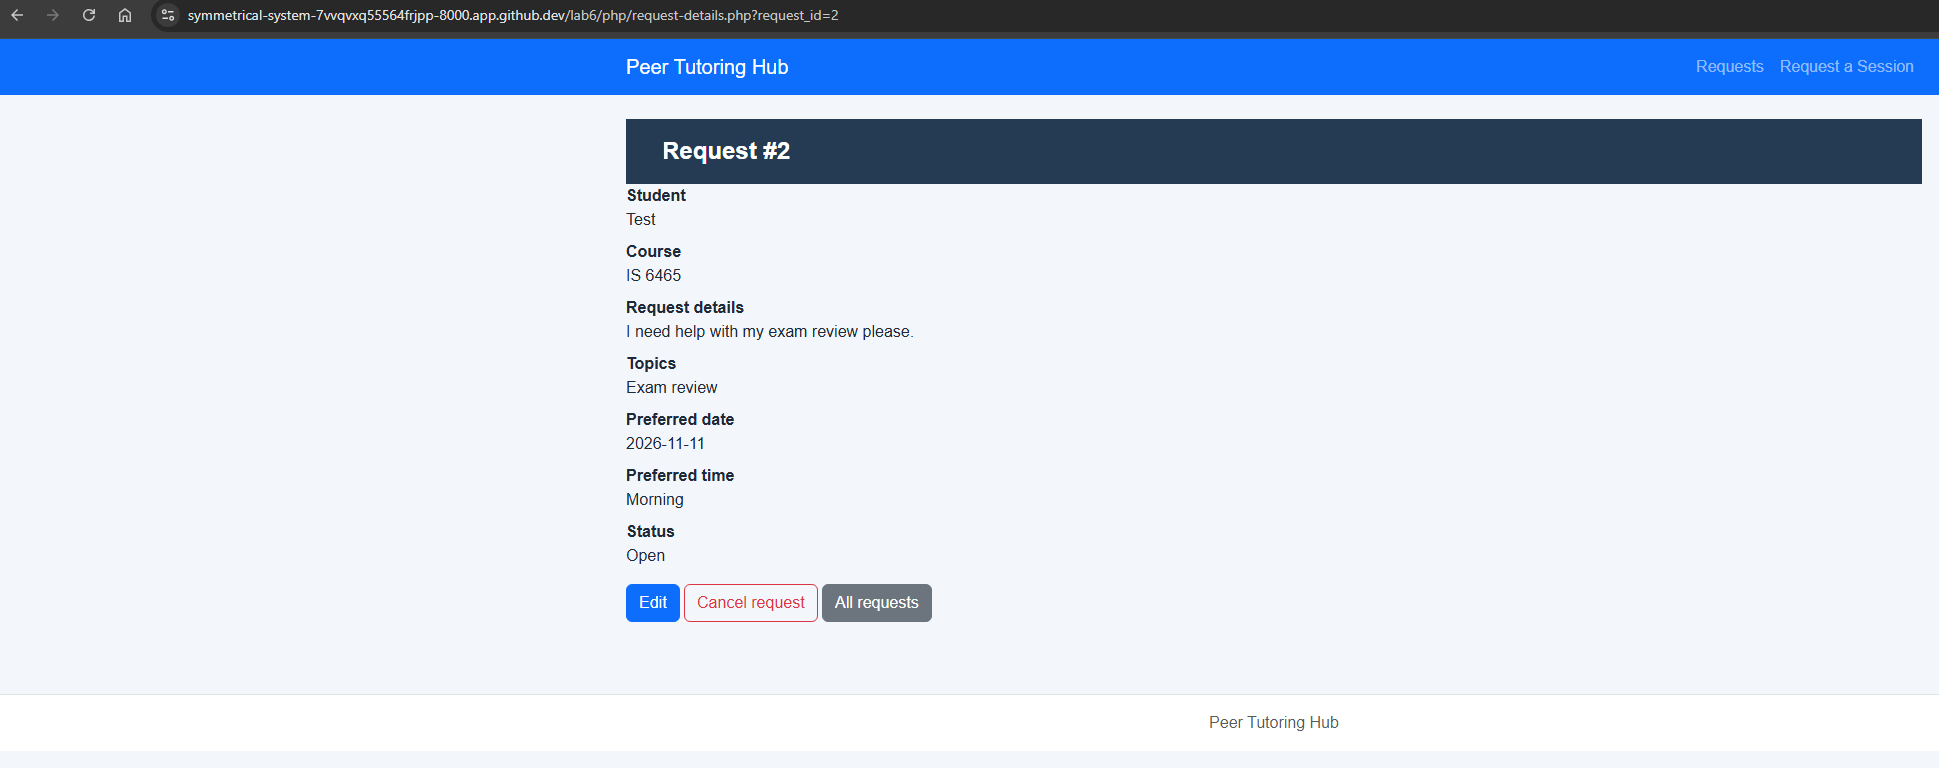 symmetrical-system-7vvqvxq55564frjpp-8000.app.github.dev/lab6/php/request-details.php?request_id=2
Peer Tutoring Hub
Requests
Request a Session
Request #2
Student
Test
Course
IS 6465
Request details
I need help with my exam review please.
Topics
Exam review
Preferred date
2026-11-11
Preferred time
Morning
Status
Open
Edit
Cancel request
All requests
Peer Tutoring Hub